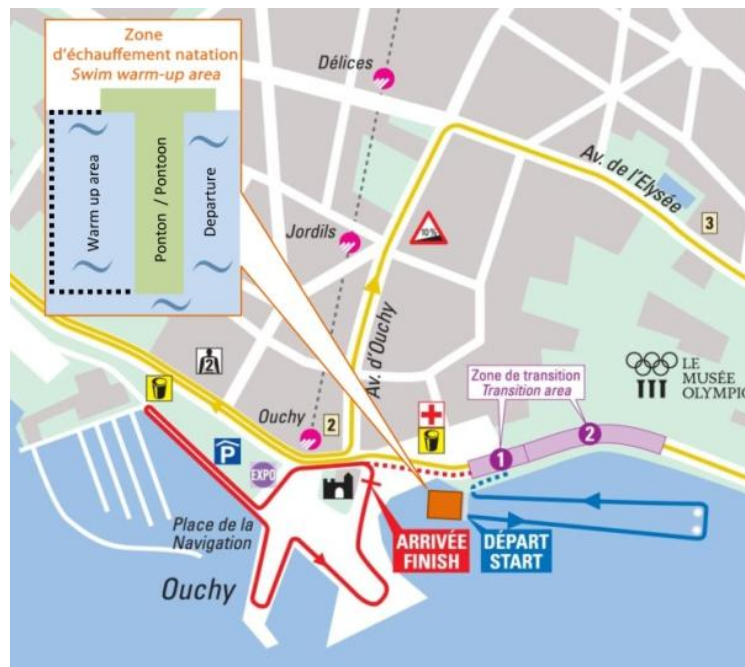 Zone
d'échauffement natation
Swim warm-up area
Warm up area
Ponton / Pontoon
Departure
Délices
Av. de l'Elysée
3
10%
Jordils
Av. d'Ouchy
LE
MUSÉE
OLYMPIC
Zone de transition
Transition area
2
Ouchy
2
1
2
P
EXPO
Place de la
Navigation
ARRIVÉE
FINISH
DÉPART
START
Ouchy